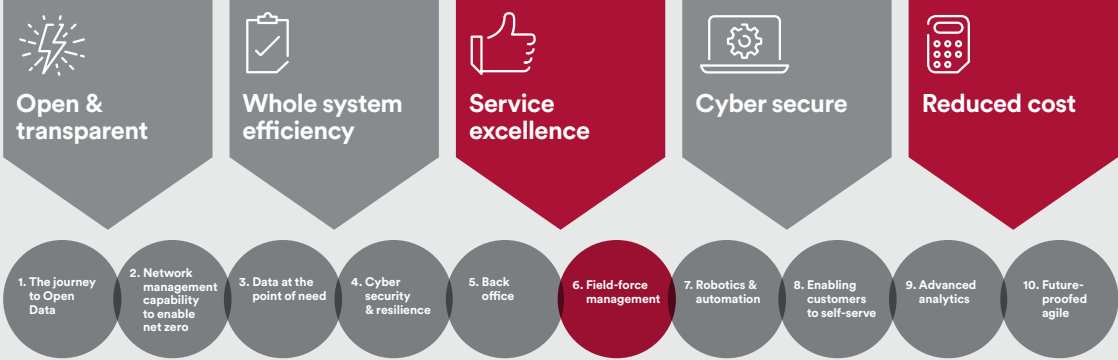 Open &
transparent
Whole system
efficiency
Service
excellence
Cyber secure
Reduced cost
1. The journey
to Open
Data
2. Network
management
capability
to enable
net zero
3. Data at the
point of need
4. Cyber
security
& resilience
5. Back
office
6. Field-force
management
7. Robotics &
automation
8. Enabling
customers
to self-serve
9. Advanced
analytics
10. Future-
proofed
agile